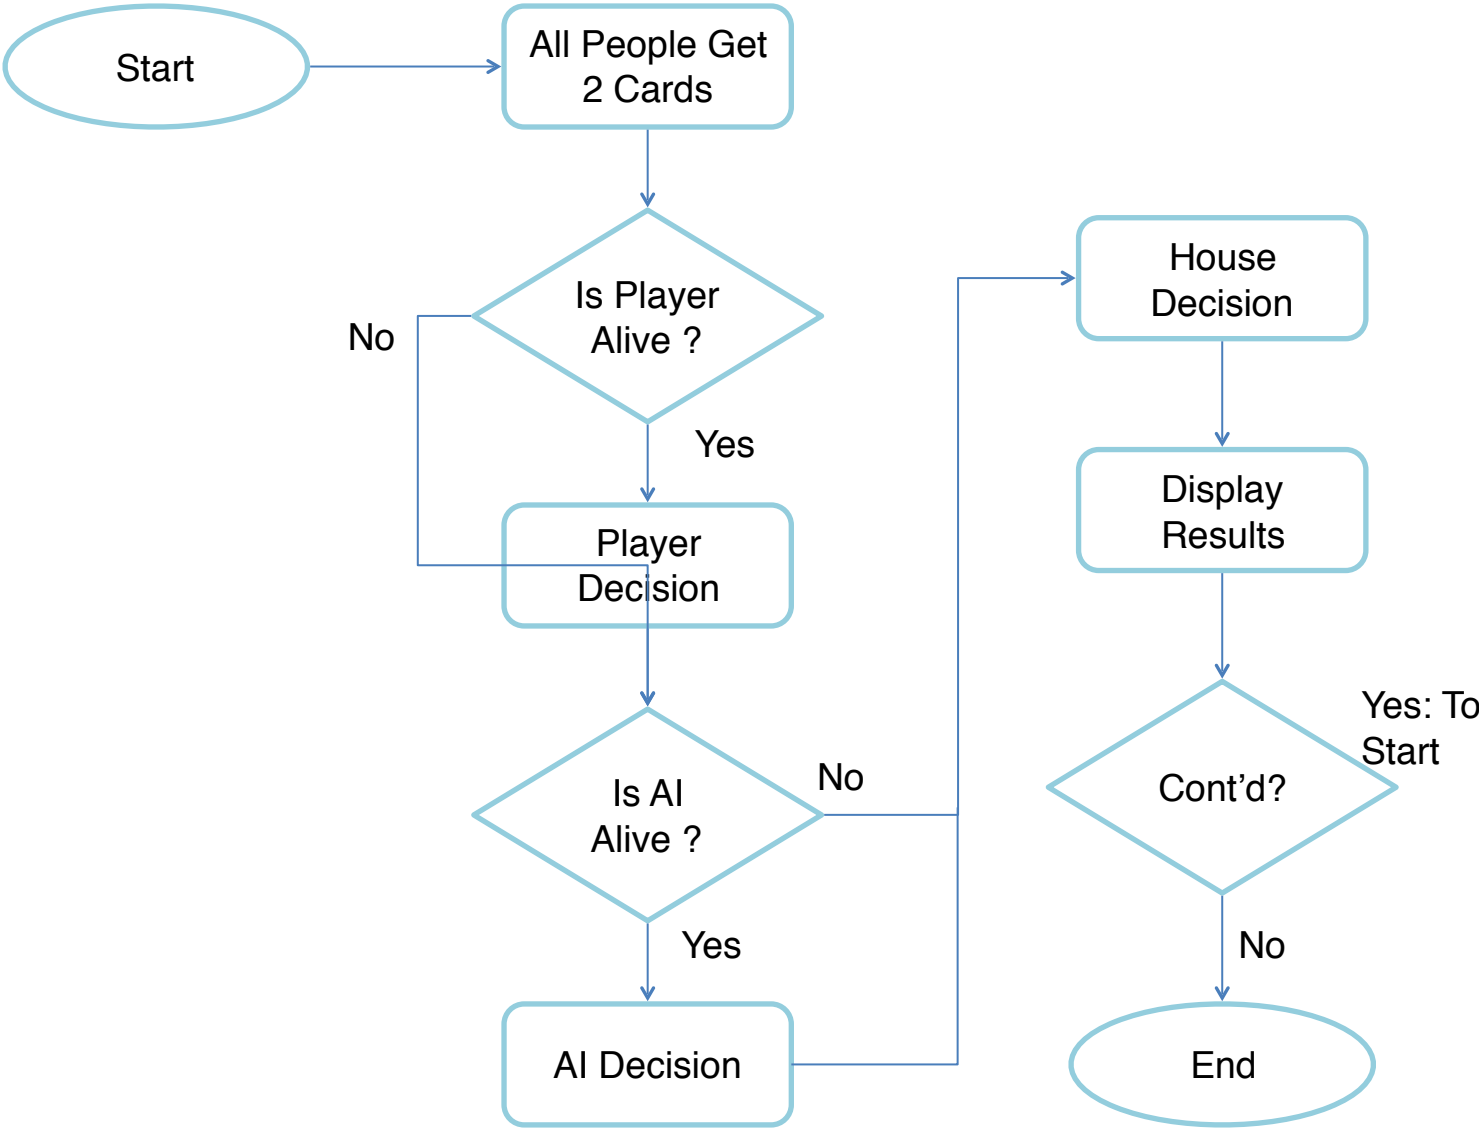 Start
All People Get
2 Cards
Is Player
Alive ?
No
Yes
Player
Decision
Is AI
Alive ?
No
Yes
AI Decision
House
Decision
Display
Results
Cont’d?
Yes: To
Start
No
End